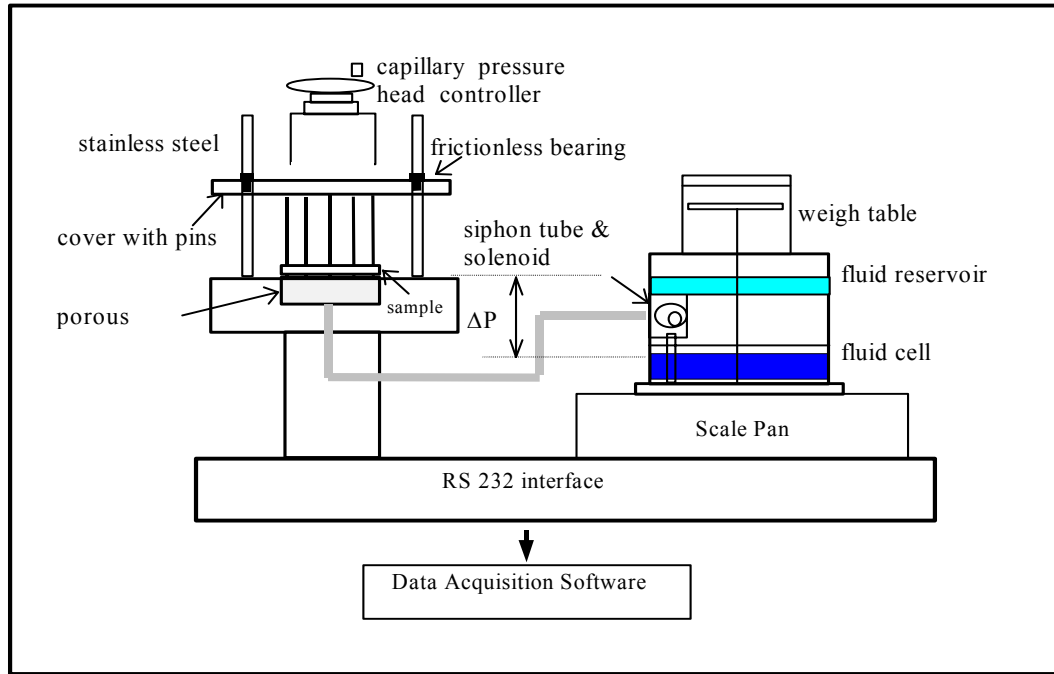 capillary pressure
head controller
stainless steel
frictionless bearing
cover with pins
siphon tube &
solenoid
weigh table
fluid reservoir
sample
porous
ΔP
fluid cell
Scale Pan
RS 232 interface
Data Acquisition Software